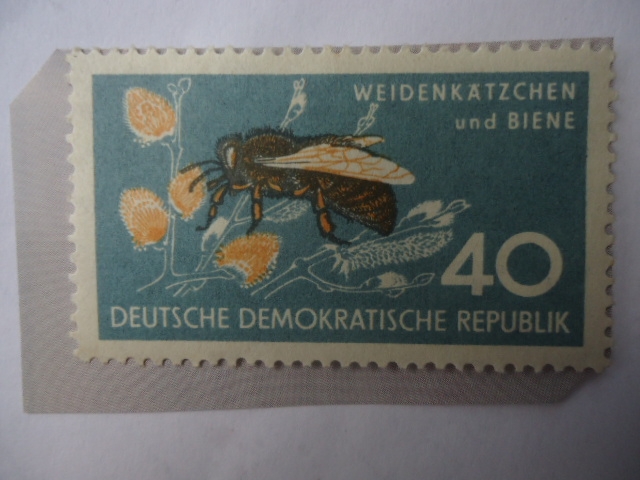 WEIDENKÄTZCHEN
und BIENE
40
DEUTSCHE DEMOKRATISCHE REPUBLIK